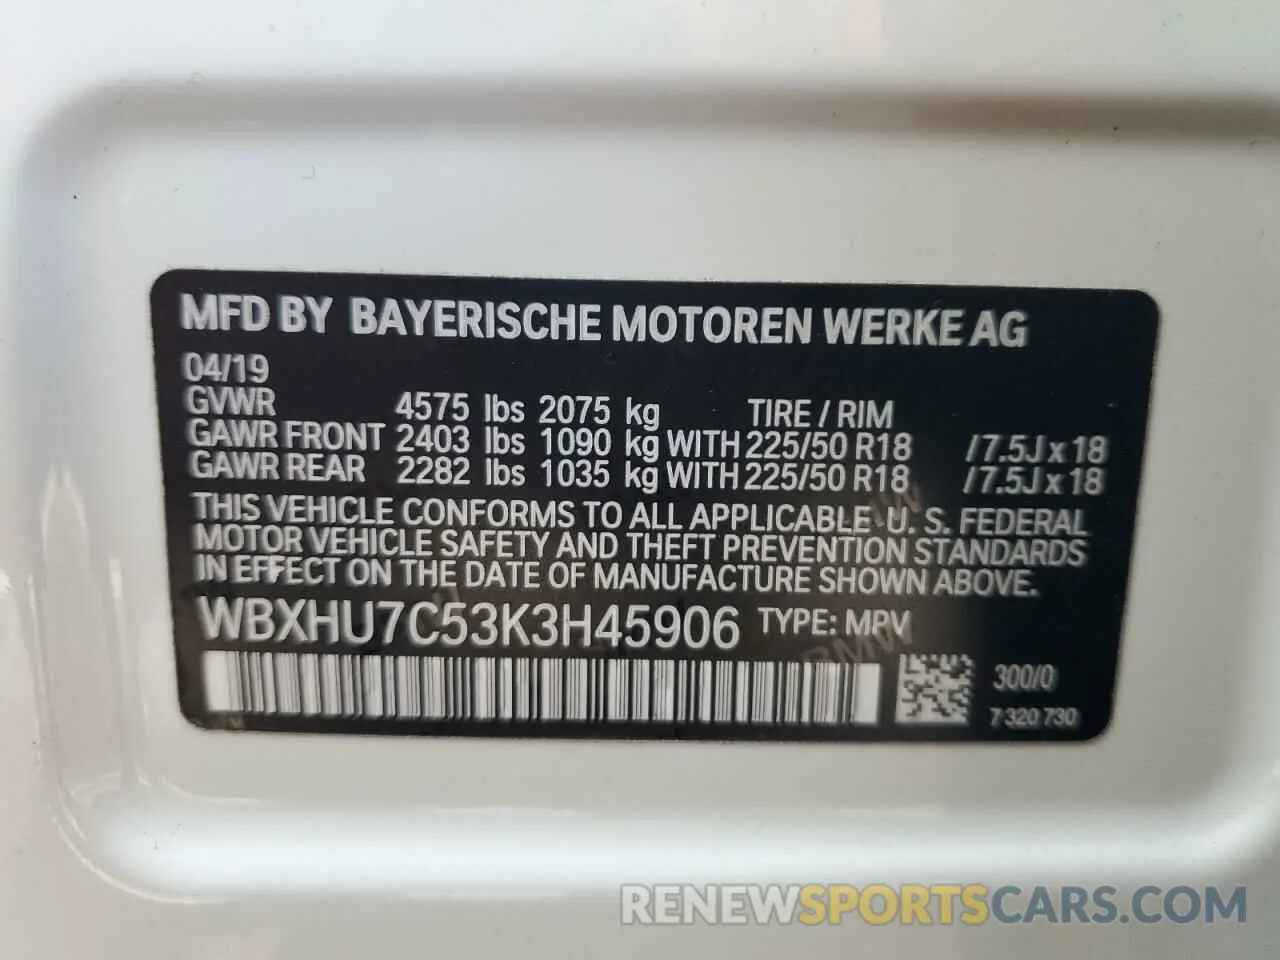 MFD BY BAYERISCHE MOTOREN WERKE AG
04/19
GVWR 4575 lbs 2075 kg TIRE / RIM
GAWR FRONT 2403 lbs 1090 kg WITH 225/50 R18 /7.5J x 18
GAWR REAR 2282 lbs 1035 kg WITH 225/50 R18 /7.5J x 18
THIS VEHICLE CONFORMS TO ALL APPLICABLE U. S. FEDERAL
MOTOR VEHICLE SAFETY AND THEFT PREVENTION STANDARDS
IN EFFECT ON THE DATE OF MANUFACTURE SHOWN ABOVE.
WBXHU7C53K3H45906 TYPE: MPV
BMW
300/0
7 320 730
RENEWSPORTSCARS.COM